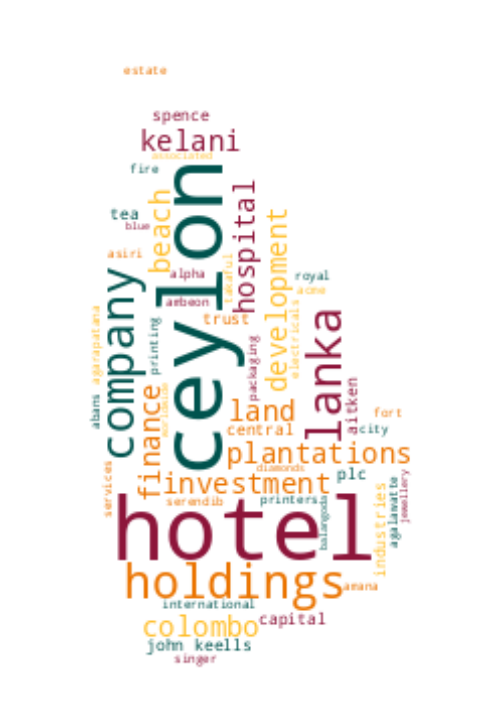 estate
spence
kelani
associated
fire
ceylon
beach
hospital
tea
blue
development
asiri
takaful
alpha
royal
acme
company
ambeon
electricals
agarapatana
trust
printing
lanka
packaging
finance
aitken
abans
land
fort
central
city
plantations
diamonds
plc
services
investment
jewellery
agalawatte
industries
serendib
printers
balangoda
hotel
holdings
amana
international
capital
colombo
john keells
singer